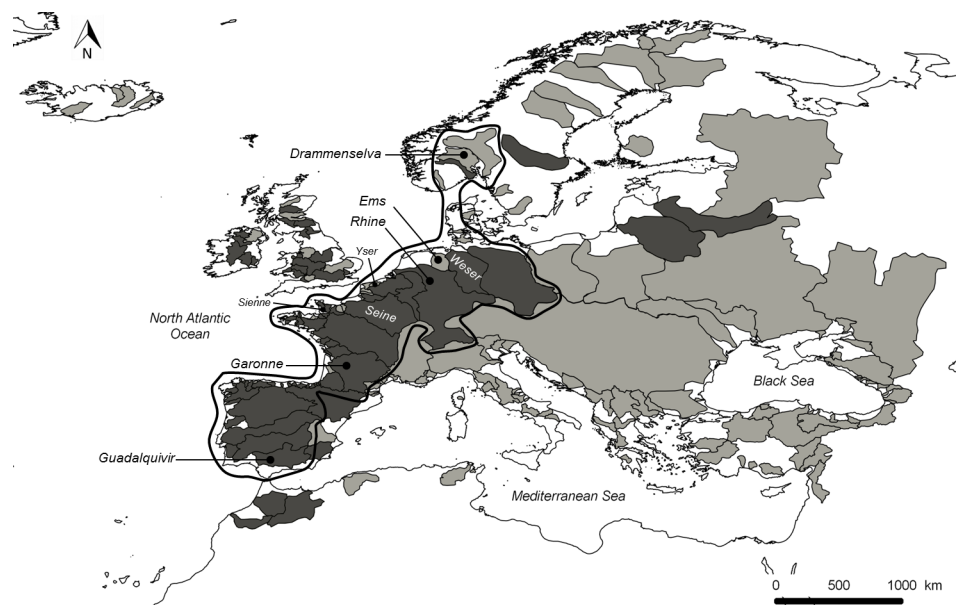 N
Drammenselva
Ems
Rhine
Yser
Weser
Sienne
Seine
North Atlantic
Ocean
Garonne
Black Sea
Guadalquivir
Mediterranean Sea
0 500 1000 km